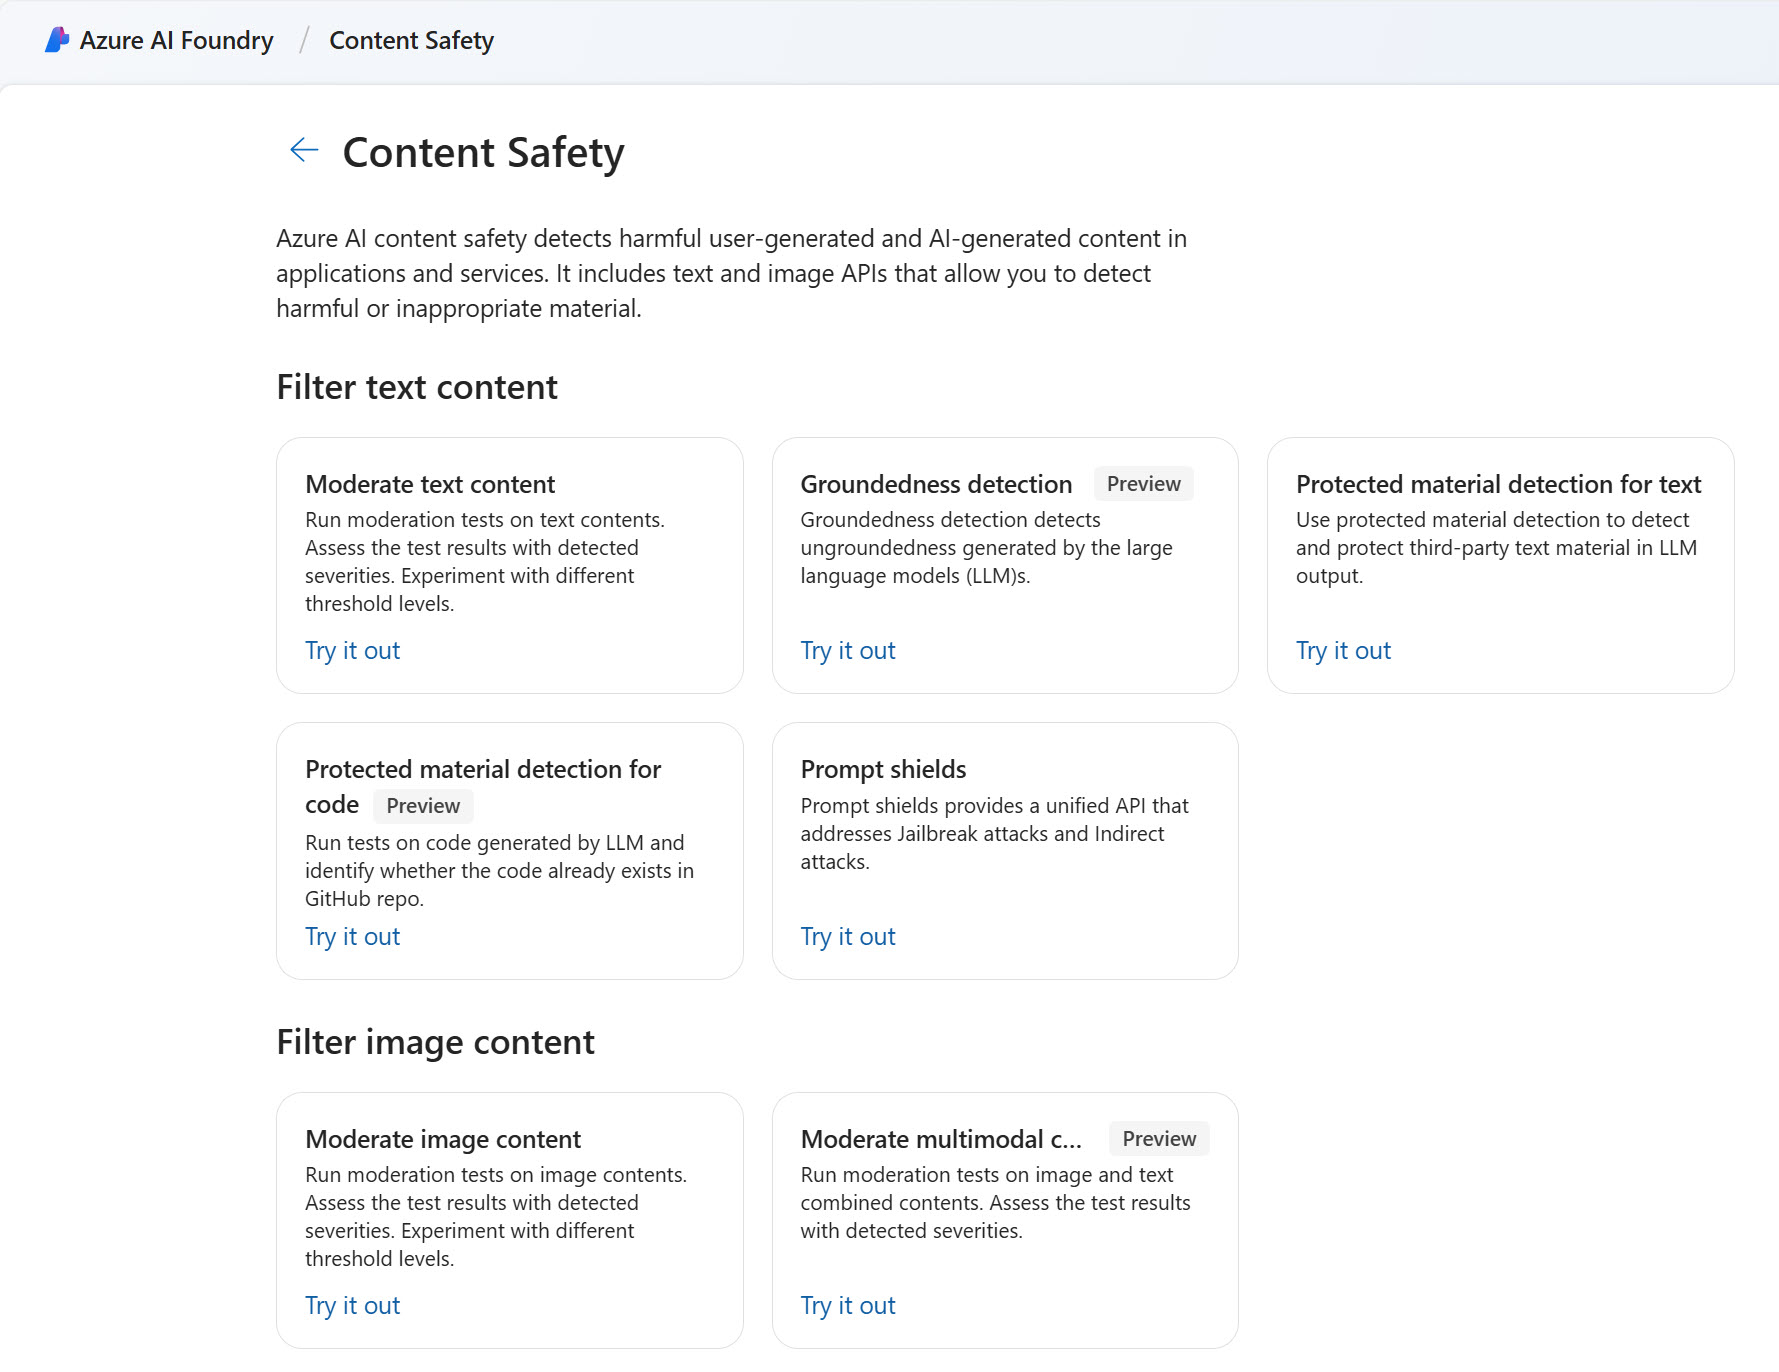 Azure AI Foundry / Content Safety
Content Safety
Azure AI content safety detects harmful user-generated and AI-generated content in
applications and services. It includes text and image APIs that allow you to detect
harmful or inappropriate material.
Filter text content
Moderate text content
Run moderation tests on text contents.
Assess the test results with detected
severities. Experiment with different
threshold levels.
Try it out
Groundedness detection Preview
Groundedness detection detects
ungroundedness generated by the large
language models (LLM)s.
Try it out
Protected material detection for text
Use protected material detection to detect
and protect third-party text material in LLM
output.
Try it out
Protected material detection for
code Preview
Run tests on code generated by LLM and
identify whether the code already exists in
GitHub repo.
Try it out
Prompt shields
Prompt shields provides a unified API that
addresses Jailbreak attacks and Indirect
attacks.
Try it out
Filter image content
Moderate image content
Run moderation tests on image contents.
Assess the test results with detected
severities. Experiment with different
threshold levels.
Try it out
Moderate multimodal c... Preview
Run moderation tests on image and text
combined contents. Assess the test results
with detected severities.
Try it out